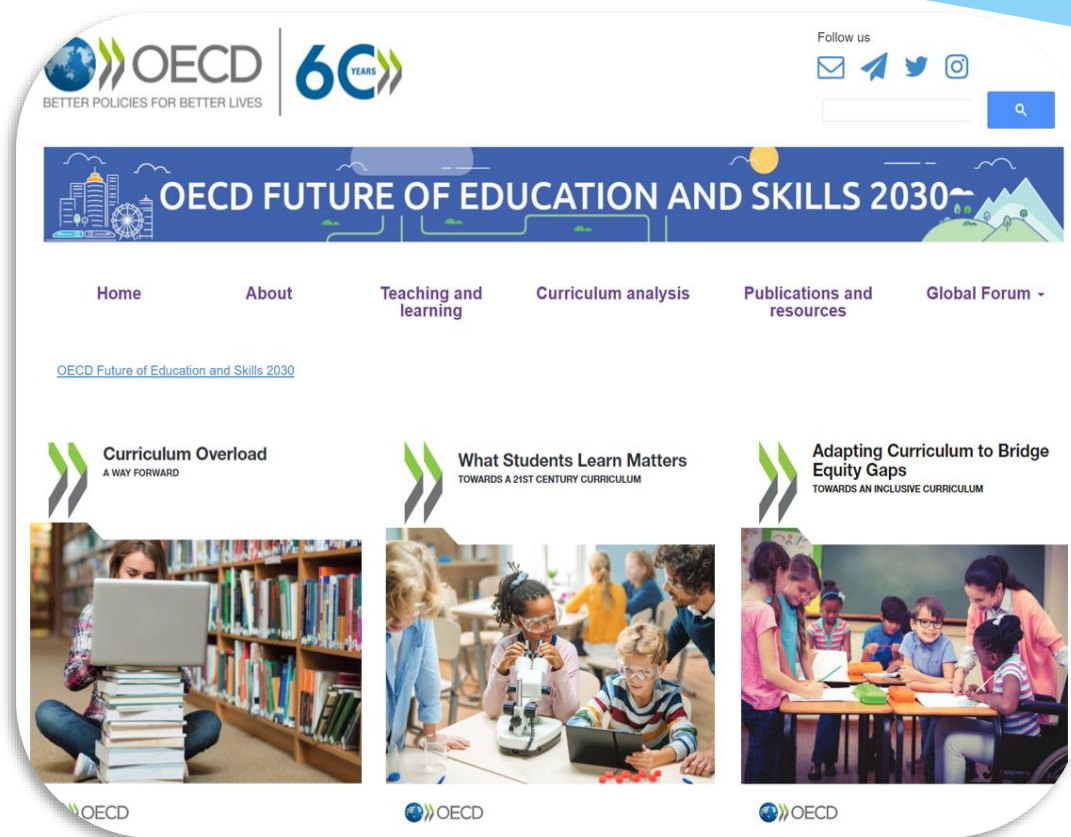 OECD
BETTER POLICIES FOR BETTER LIVES
60
YEARS
Follow us
OECD FUTURE OF EDUCATION AND SKILLS 2030
Home
About
Teaching and
learning
Curriculum analysis
Publications and
resources
Global Forum
OECD Future of Education and Skills 2030
Curriculum Overload
A WAY FORWARD
What Students Learn Matters
TOWARDS A 21ST CENTURY CURRICULUM
Adapting Curriculum to Bridge
Equity Gaps
TOWARDS AN INCLUSIVE CURRICULUM
OECD
OECD
OECD